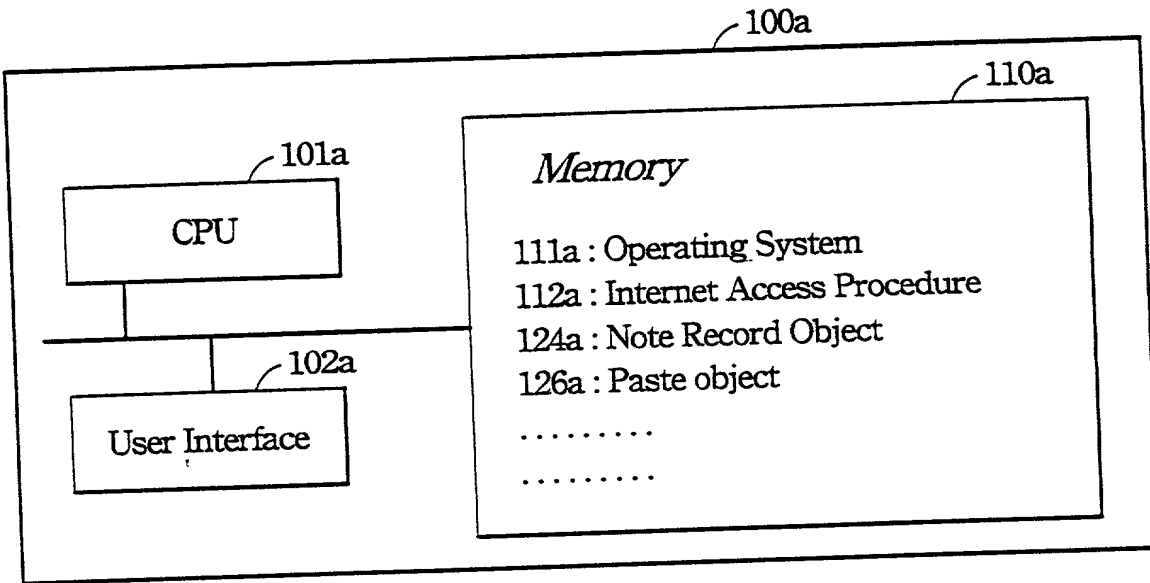 100a
110a
101a
CPU
Memory
111a : Operating System
112a : Internet Access Procedure
124a : Note Record Object
126a : Paste object
.........
.........
102a
User Interface